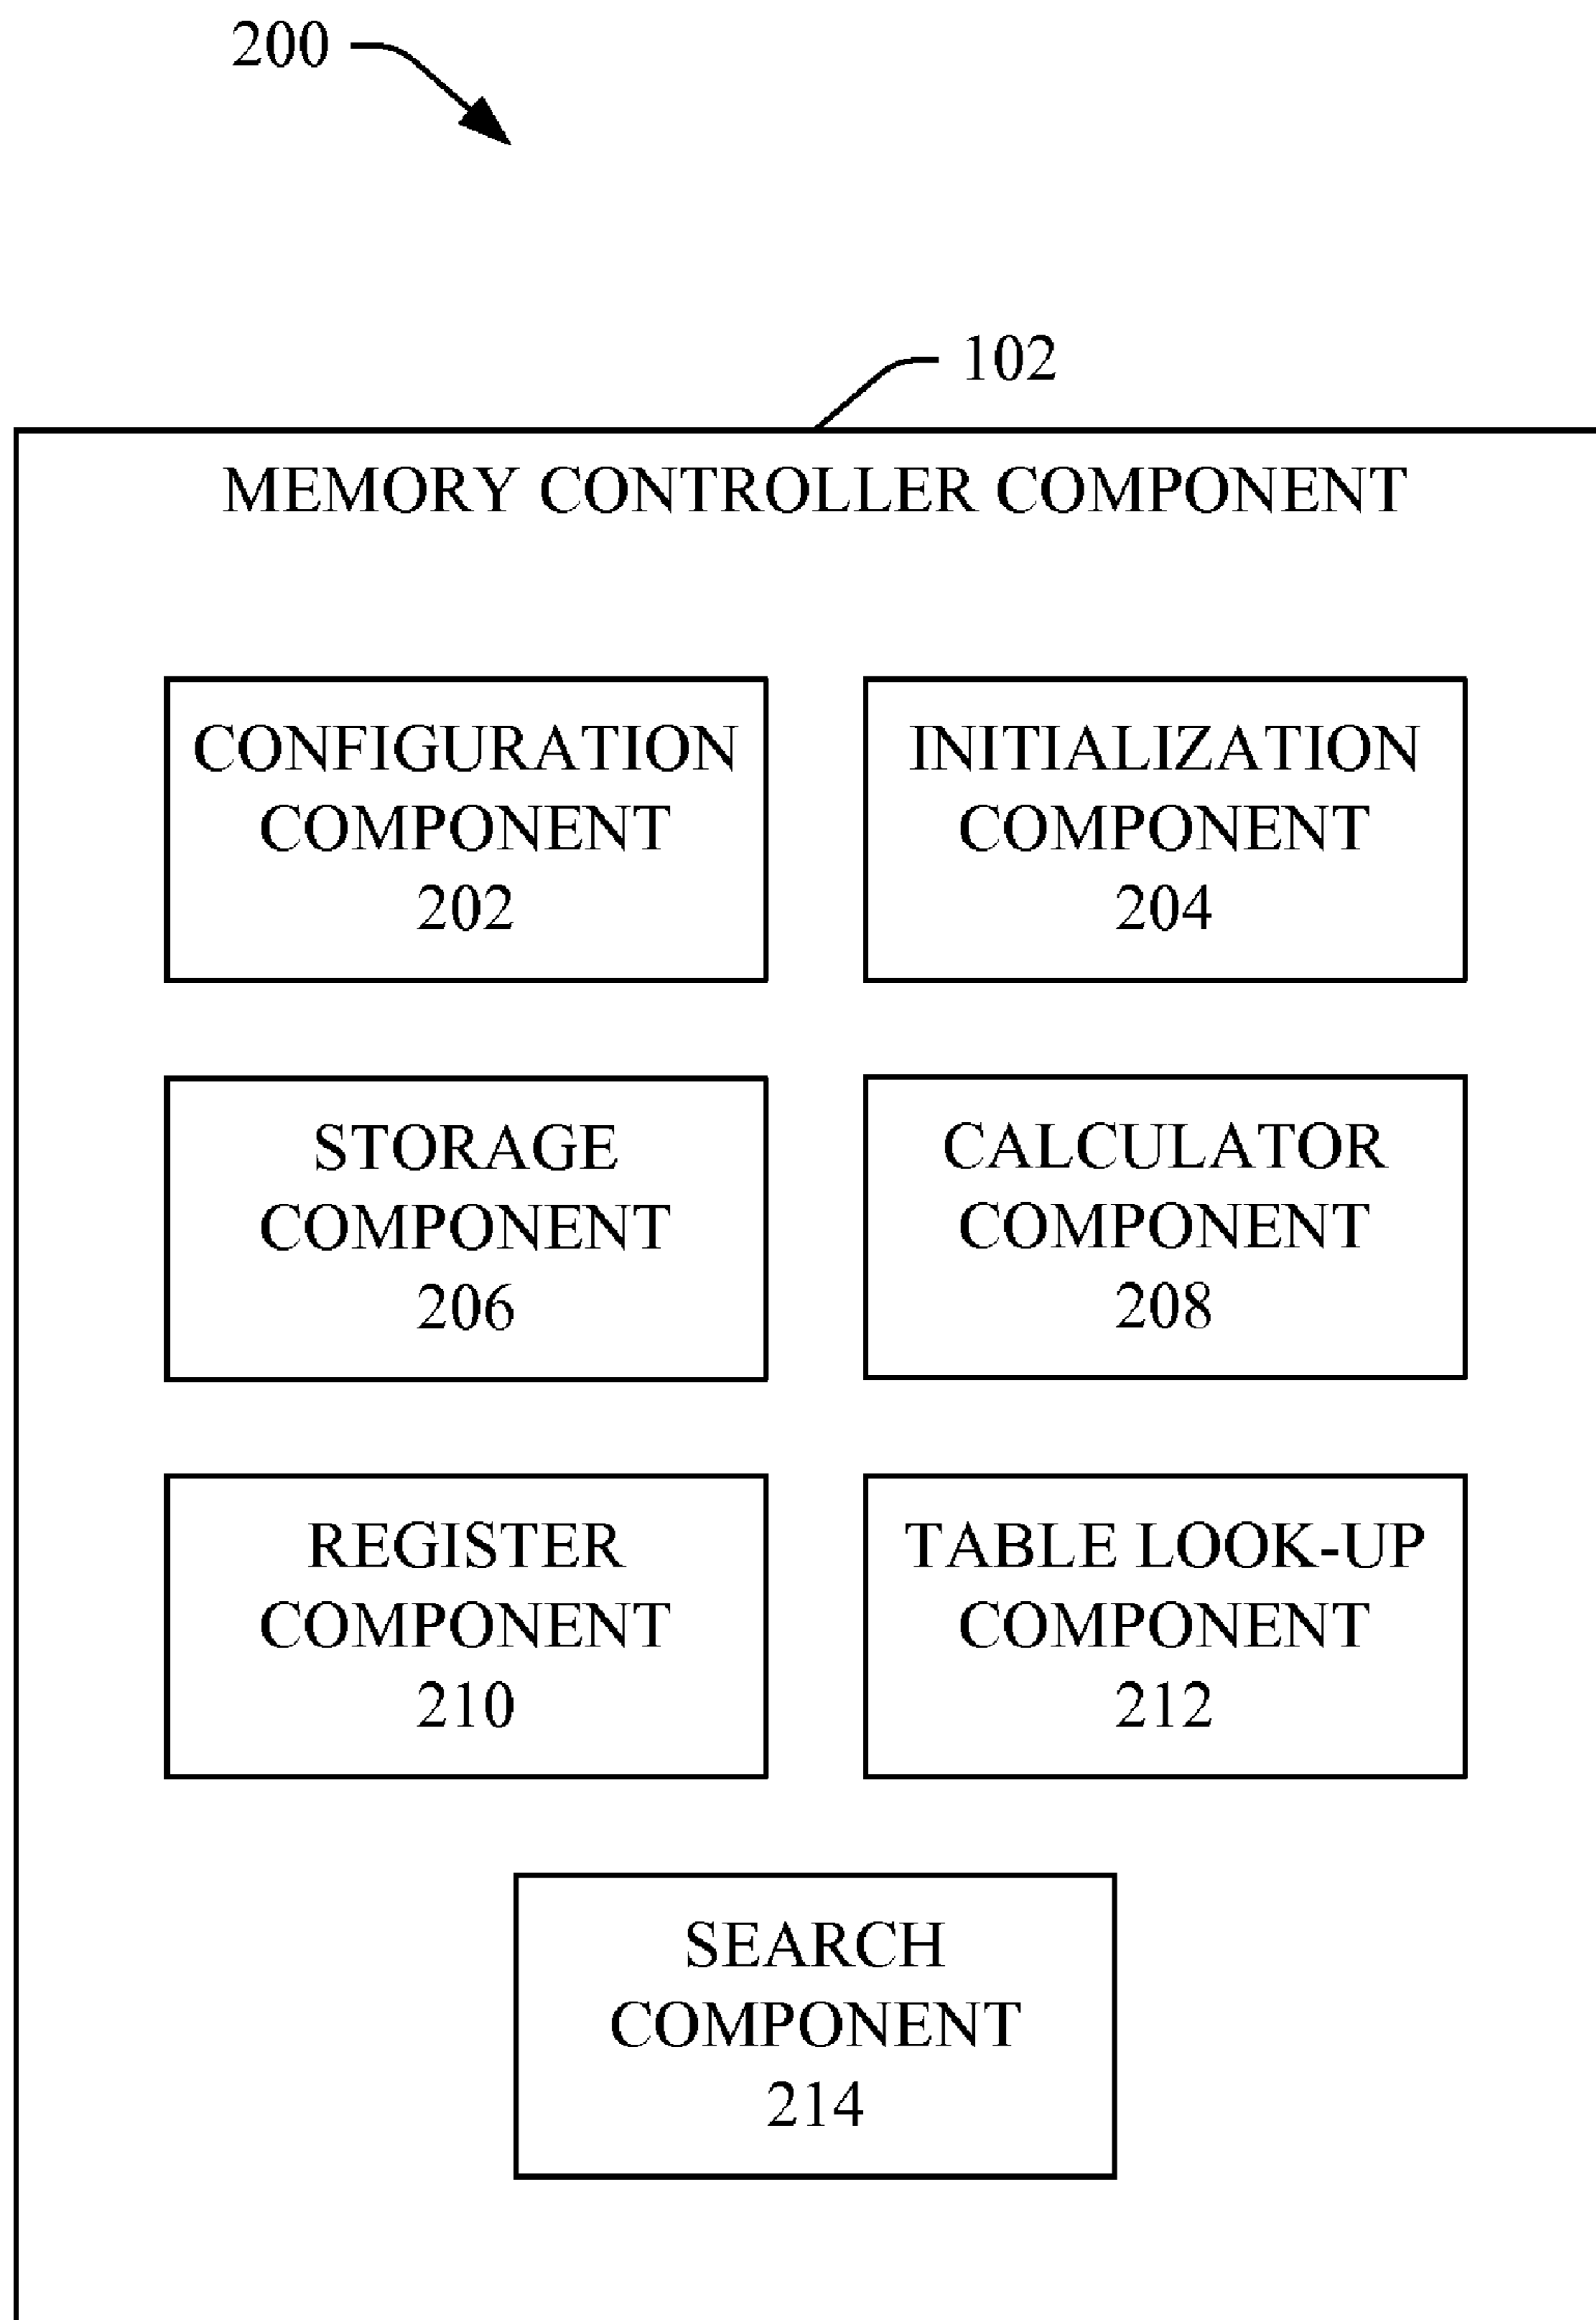 200
102
MEMORY CONTROLLER COMPONENT
CONFIGURATION
COMPONENT
202
INITIALIZATION
COMPONENT
204
STORAGE
COMPONENT
206
CALCULATOR
COMPONENT
208
REGISTER
COMPONENT
210
TABLE LOOK-UP
COMPONENT
212
SEARCH
COMPONENT
214